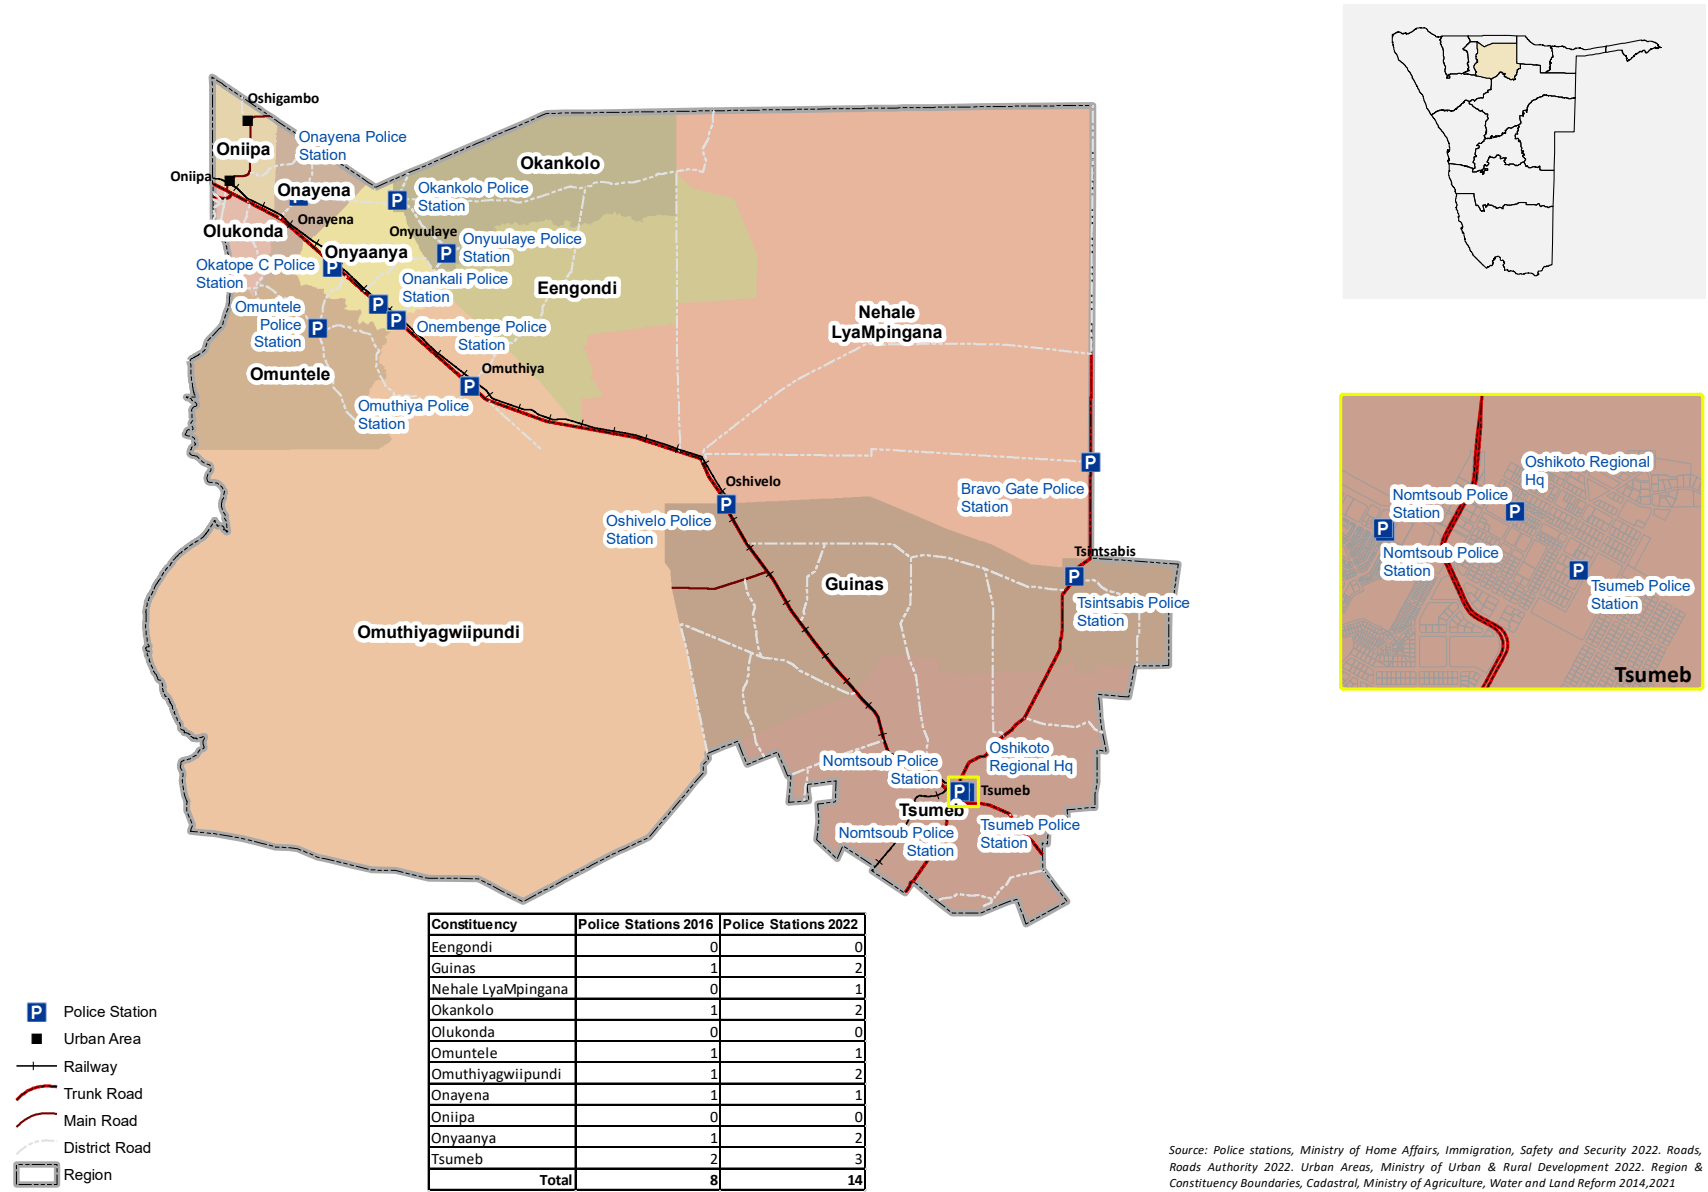 Oshigambo
Oniipa
Onayena Police
Station
Oniipa
Onayena
Okankolo
Okankolo Police
Station
Olukonda
Onayena
Onyuulaye
Onyuulaye Police
Station
Onyaanya
Okatope C Police
Station
Onankali Police
Station
Eengondi
Omuntele
Police
Station
Onembenge Police
Station
Nehale
LyaMpingana
Omuntele
Omuthiya
Omuthiya Police
Station
Oshivelo
Oshivelo Police
Station
Bravo Gate Police
Station
Tsintsabis
Guinas
Tsintsabis Police
Station
Omuthiyagwiipundi
Nomtsoub Police
Station
Oshikoto
Regional Hq
Tsumeb
Tsumeb
Nomtsoub Police
Station
Tsumeb Police
Station
Oshikoto Regional
Hq
Nomtsoub Police
Station
Nomtsoub Police
Station
Tsumeb Police
Station
Tsumeb
Constituency Police Stations 2016 Police Stations 2022
Eengondi 0 0
Guinas 1 2
Nehale LyaMpingana 0 1
Okankolo 1 2
Olukonda 0 0
Omuntele 1 1
Omuthiyagwiipundi 1 2
Onayena 1 1
Oniipa 0 0
Onyaanya 1 2
Tsumeb 2 3
Total 8 14
P Police Station
Urban Area
Railway
Trunk Road
Main Road
District Road
Region
Source: Police stations, Ministry of Home Affairs, Immigration, Safety and Security 2022. Roads,
Roads Authority 2022. Urban Areas, Ministry of Urban & Rural Development 2022. Region &
Constituency Boundaries, Cadastral, Ministry of Agriculture, Water and Land Reform 2014,2021